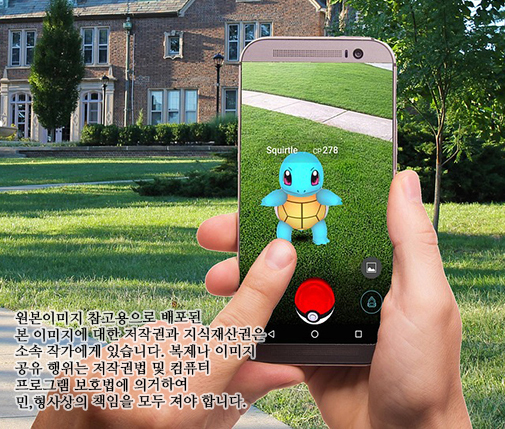 Squirtle CP278
원본이미지 참고용으로 배포된
본 이미지에 대한 저작권과 지식재산권은
소속 작가에게 있습니다. 복제나 이미지
공유 행위는 저작권법 및 컴퓨터
프로그램 보호법에 의거하여
민,형사상의 책임을 모두 져야 합니다.